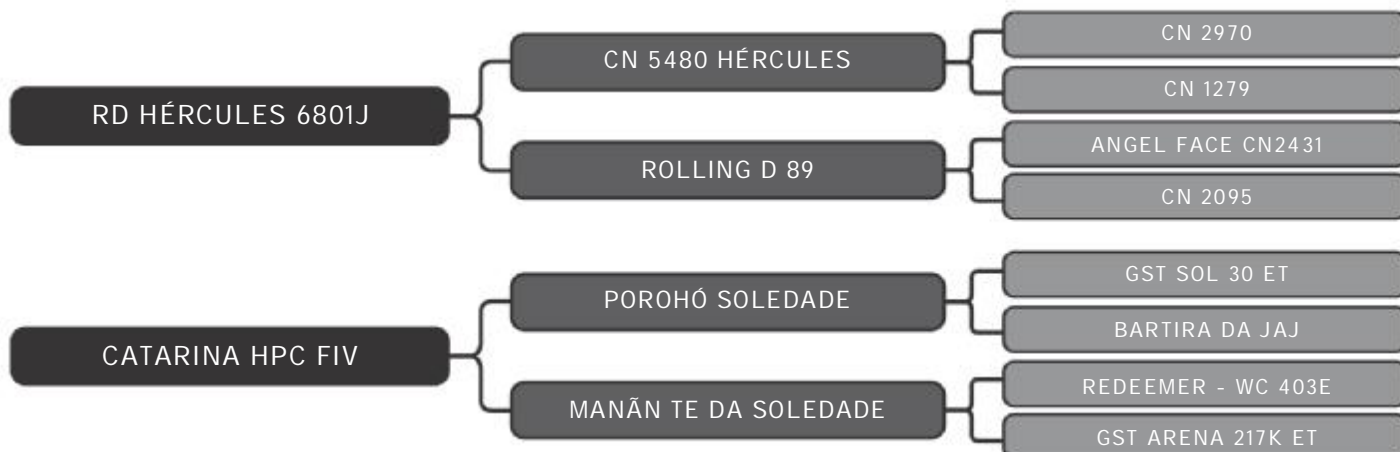 CN 2970
CN 5480 HÉRCULES
CN 1279
RD HÉRCULES 6801J
ANGEL FACE CN2431
ROLLING D 89
CN 2095
GST SOL 30 ET
POROHÓ SOLEDADE
BARTIRA DA JAJ
CATARINA HPC FIV
REDEEMER - WC 403E
MANÃN TE DA SOLEDADE
GST ARENA 217K ET